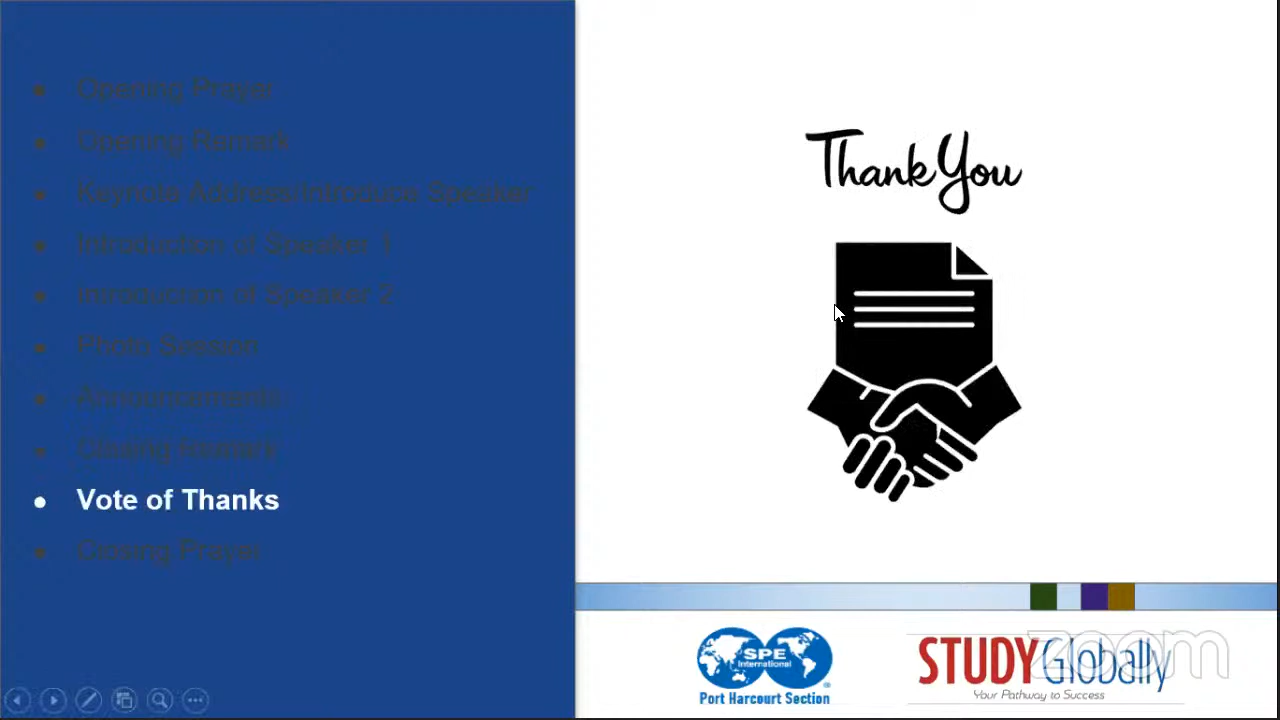 Opening Prayer
Opening Remark
Keynote Address/Introduce Speaker
Introduction of Speaker 1
Introduction of Speaker 2
Photo Session
Announcements
Closing Remark
Vote of Thanks
Closing Prayer
Thank You
SPE
International
Port Harcourt Section
STUDYGlobally
Your Pathway to Success
zoom